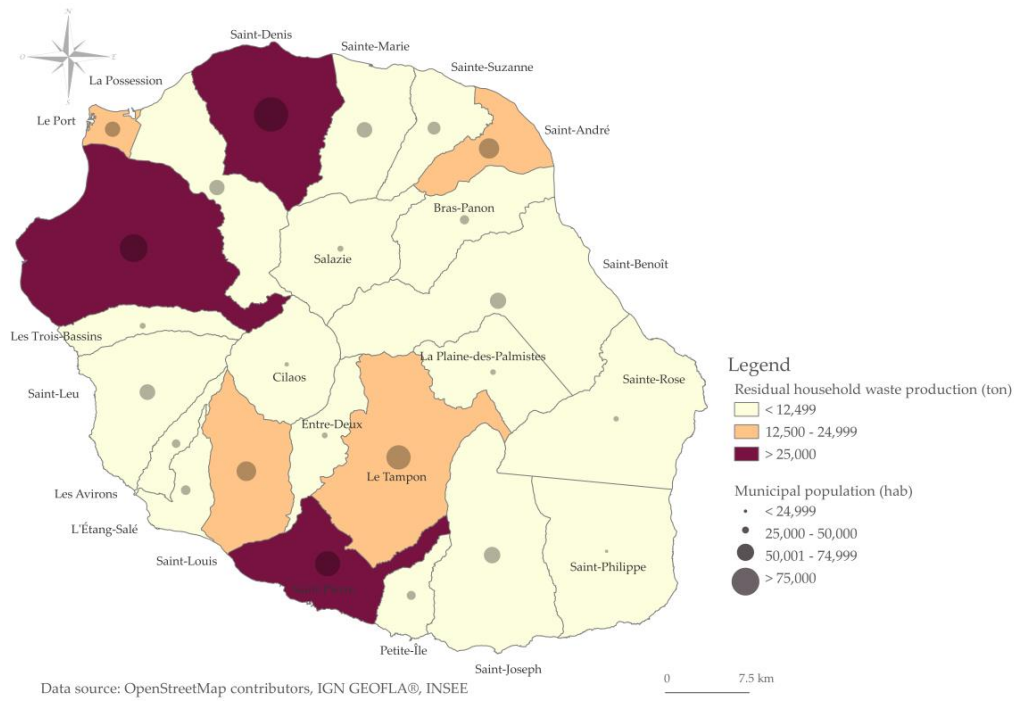 N
O
E
S
Saint-Denis
Sainte-Marie
Sainte-Suzanne
La Possession
Le Port
Saint-André
Bras-Panon
Salazie
Saint-Benoît
Les Trois-Bassins
La Plaine-des-Palmistes
Cilaos
Sainte-Rose
Saint-Leu
Entre-Deux
Le Tampon
Les Avirons
L'Étang-Salé
Saint-Louis
Saint-Philippe
Petite-Île
Saint-Joseph
Legend
Residual household waste production (ton)
< 12,499
12,500 - 24,999
> 25,000
Municipal population (hab)
< 24,999
25,000 - 50,000
50,001 - 74,999
> 75,000
0 7.5 km
Data source: OpenStreetMap contributors, IGN GEOFLA®, INSEE